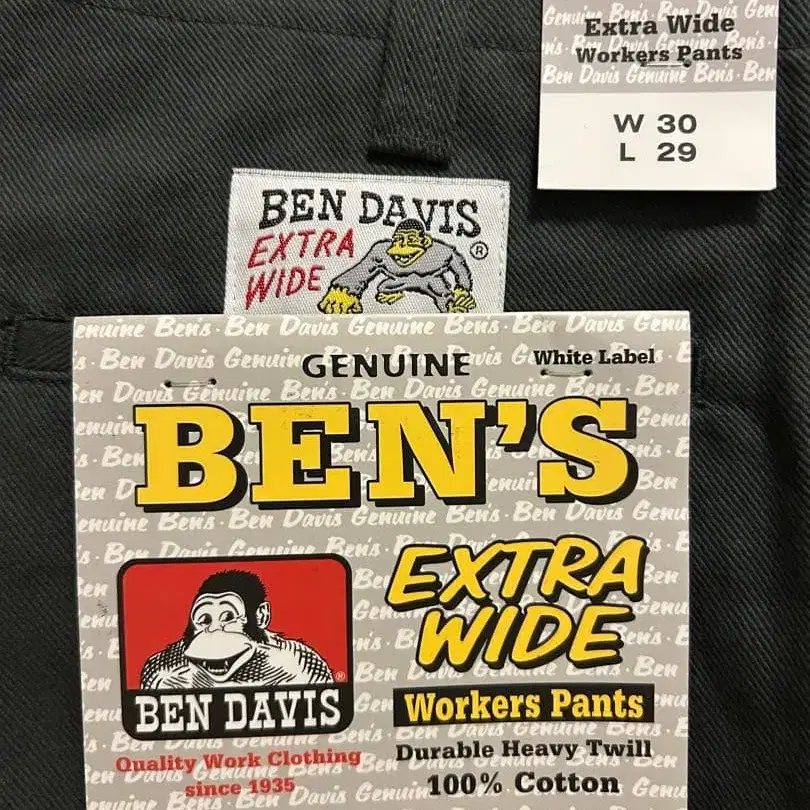 Extra Wide
Workers Pants
W 30
L 29
BEN DAVIS
EXTRA
WIDE
®
GENUINE
White Label
BEN'S
EXTRA
WIDE
BEN DAVIS
®
Workers Pants
Quality Work Clothing
since 1935
Durable Heavy Twill
100% Cotton